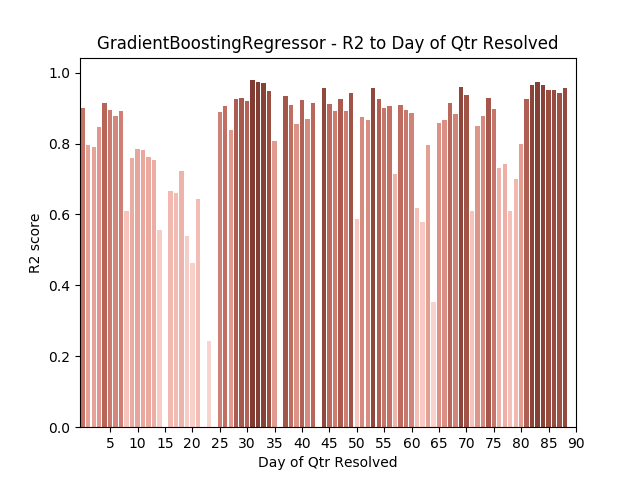 GradientBoostingRegressor - R2 to Day of Qtr Resolved
1.0
0.8
0.6
0.4
0.2
0.0
R2 score
5 10 15 20 25 30 35 40 45 50 55 60 65 70 75 80 85 90
Day of Qtr Resolved